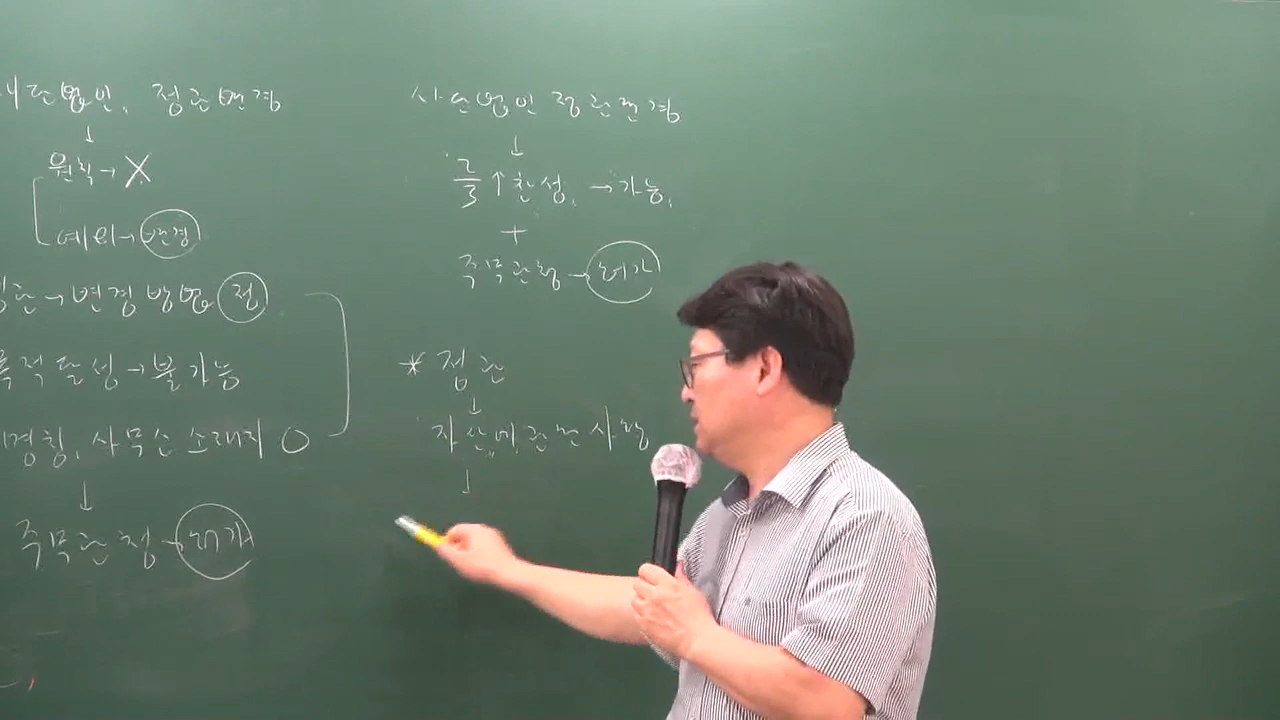 재단법인, 정관변경
↓
원칙→X
예외→변경
정관→변경방법 정
목적달성→불가능
명칭, 사무소 소재지 O
↓
주무관청→허가
사단법인 정관변경
↓
2/3↑찬성, →가능,
+
주무관청→허가
* 정관
↓
자산에 관한 사항
↓